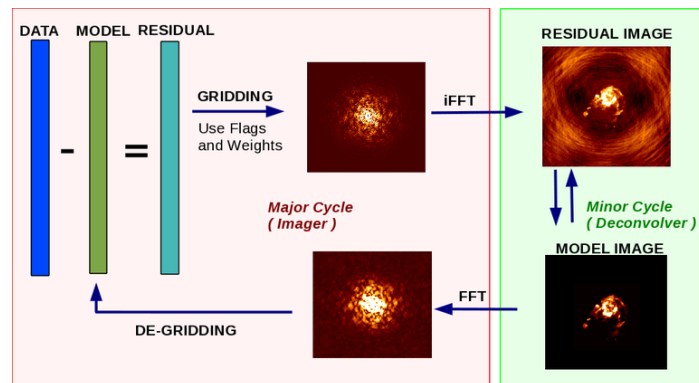 DATA
MODEL
RESIDUAL
RESIDUAL IMAGE
-
=
GRIDDING
Use Flags
and Weights
iFFT
Major Cycle
( Imager )
Minor Cycle
( Deconvolver )
MODEL IMAGE
FFT
DE-GRIDDING